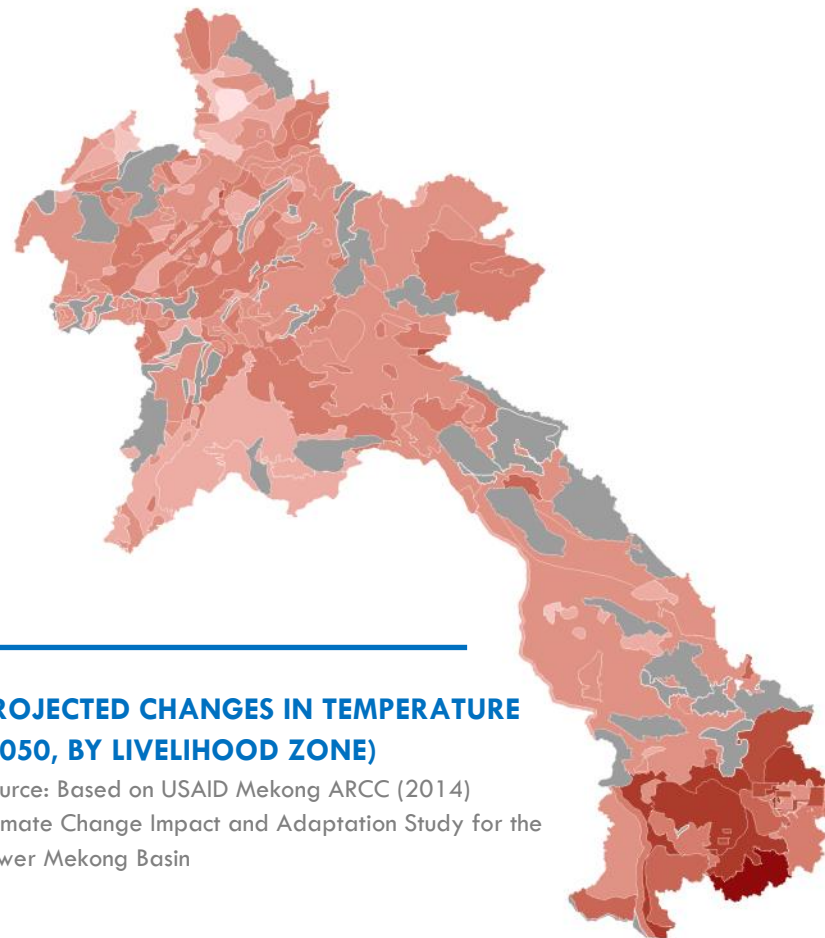 ROJECTED CHANGES IN TEMPERATURE
050, BY LIVELIHOOD ZONE)
urce: Based on USAID Mekong ARCC (2014)
imate Change Impact and Adaptation Study for the
wer Mekong Basin